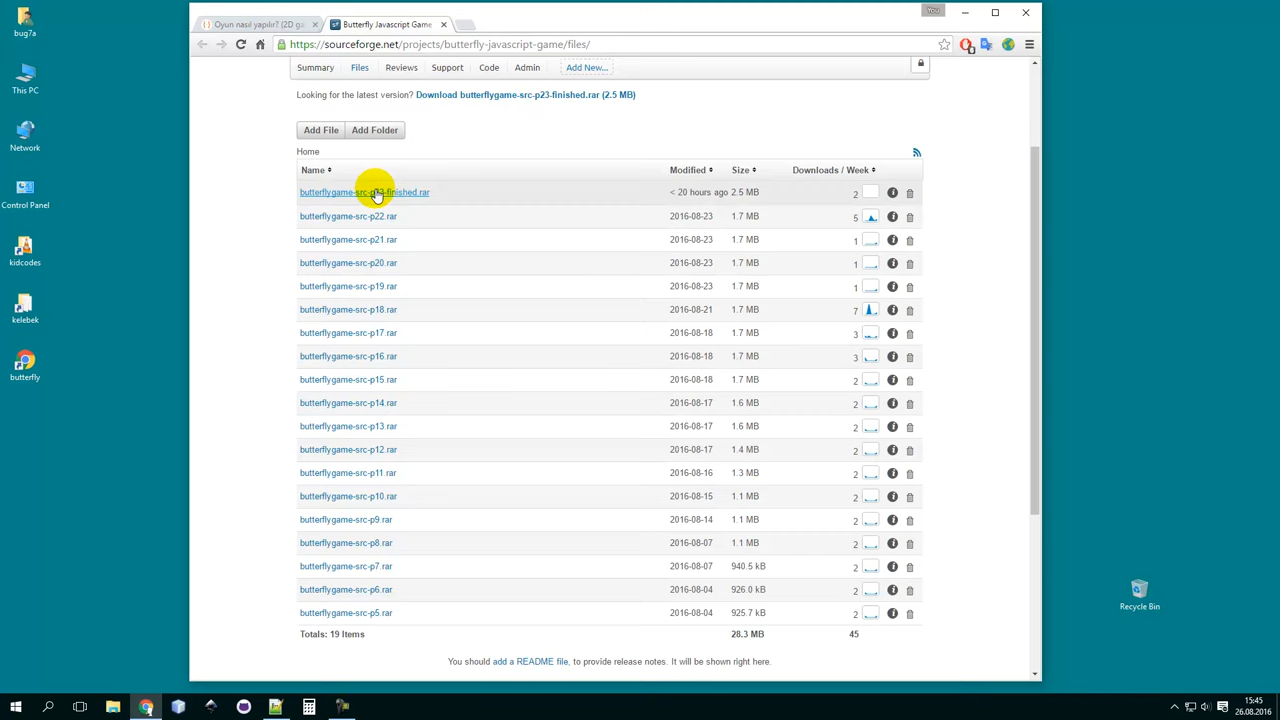 You
Oyun nasıl yapılır? (2D ga
Butterfly Javascript Game
https://sourceforge.net/projects/butterfly-javascript-game/files/
Summary Files Reviews Support Code Admin Add New...
Looking for the latest version? Download butterflygame-src-p23-finished.rar (2.5 MB)
Add File Add Folder
Home
Name Modified Size Downloads / Week
butterflygame-src-p23-finished.rar < 20 hours ago 2.5 MB 2
butterflygame-src-p22.rar 2016-08-23 1.7 MB 5
butterflygame-src-p21.rar 2016-08-23 1.7 MB 1
butterflygame-src-p20.rar 2016-08-23 1.7 MB 1
butterflygame-src-p19.rar 2016-08-23 1.7 MB 1
butterflygame-src-p18.rar 2016-08-21 1.7 MB 7
butterflygame-src-p17.rar 2016-08-18 1.7 MB 3
butterflygame-src-p16.rar 2016-08-18 1.7 MB 3
butterflygame-src-p15.rar 2016-08-18 1.7 MB 2
butterflygame-src-p14.rar 2016-08-17 1.6 MB 2
butterflygame-src-p13.rar 2016-08-17 1.6 MB 2
butterflygame-src-p12.rar 2016-08-17 1.4 MB 2
butterflygame-src-p11.rar 2016-08-16 1.3 MB 2
butterflygame-src-p10.rar 2016-08-15 1.1 MB 2
butterflygame-src-p9.rar 2016-08-14 1.1 MB 2
butterflygame-src-p8.rar 2016-08-07 1.1 MB 2
butterflygame-src-p7.rar 2016-08-07 940.5 kB 2
butterflygame-src-p6.rar 2016-08-04 926.0 kB 2
butterflygame-src-p5.rar 2016-08-04 925.7 kB 2
Totals: 19 Items 28.3 MB 45
You should add a README file, to provide release notes. It will be shown right here.
bug7a
This PC
Network
Control Panel
kidcodes
kelebek
butterfly
Recycle Bin
15:45
26.08.2016